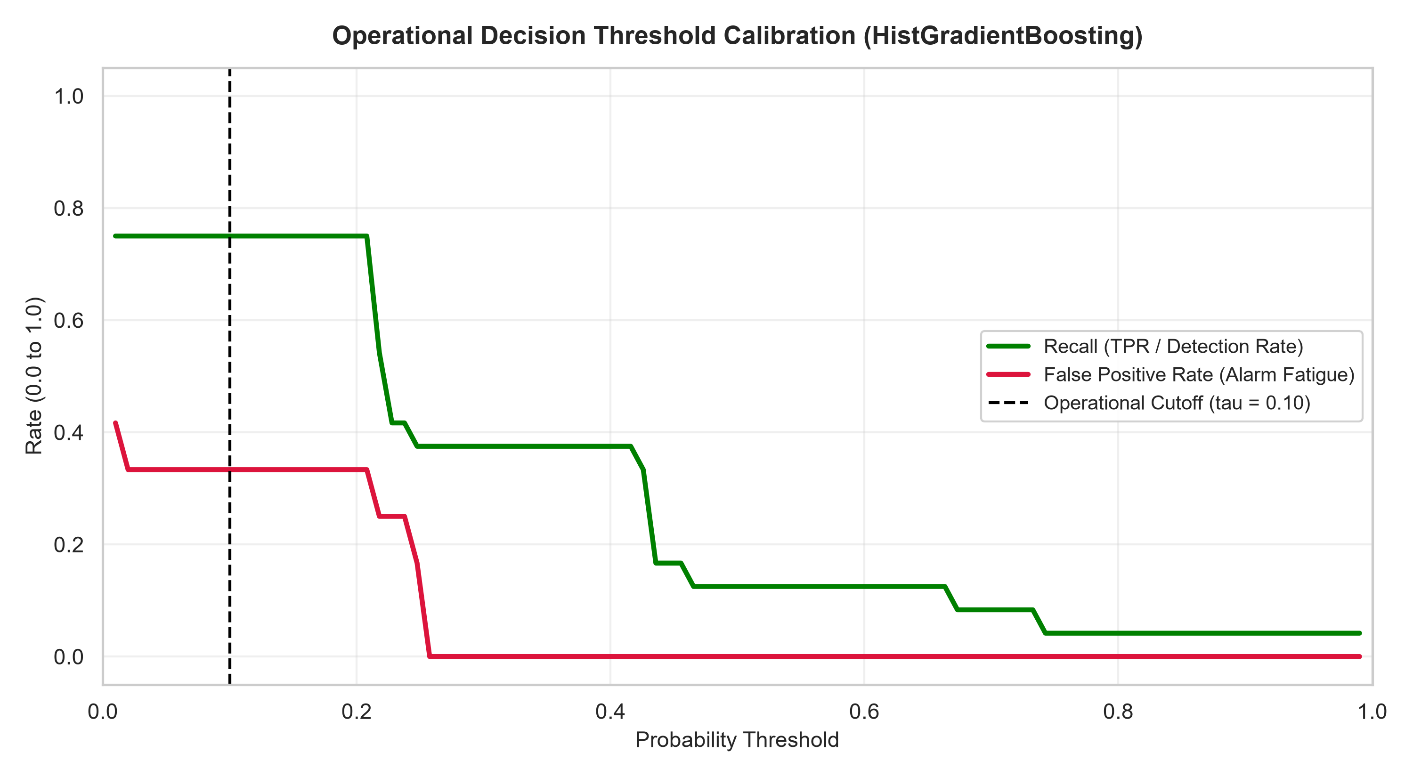 Operational Decision Threshold Calibration (HistGradientBoosting)
1.0
0.8
0.6
0.4
0.2
0.0
Rate (0.0 to 1.0)
Recall (TPR / Detection Rate)
False Positive Rate (Alarm Fatigue)
Operational Cutoff (tau = 0.10)
0.0
0.2
0.4
0.6
0.8
1.0
Probability Threshold